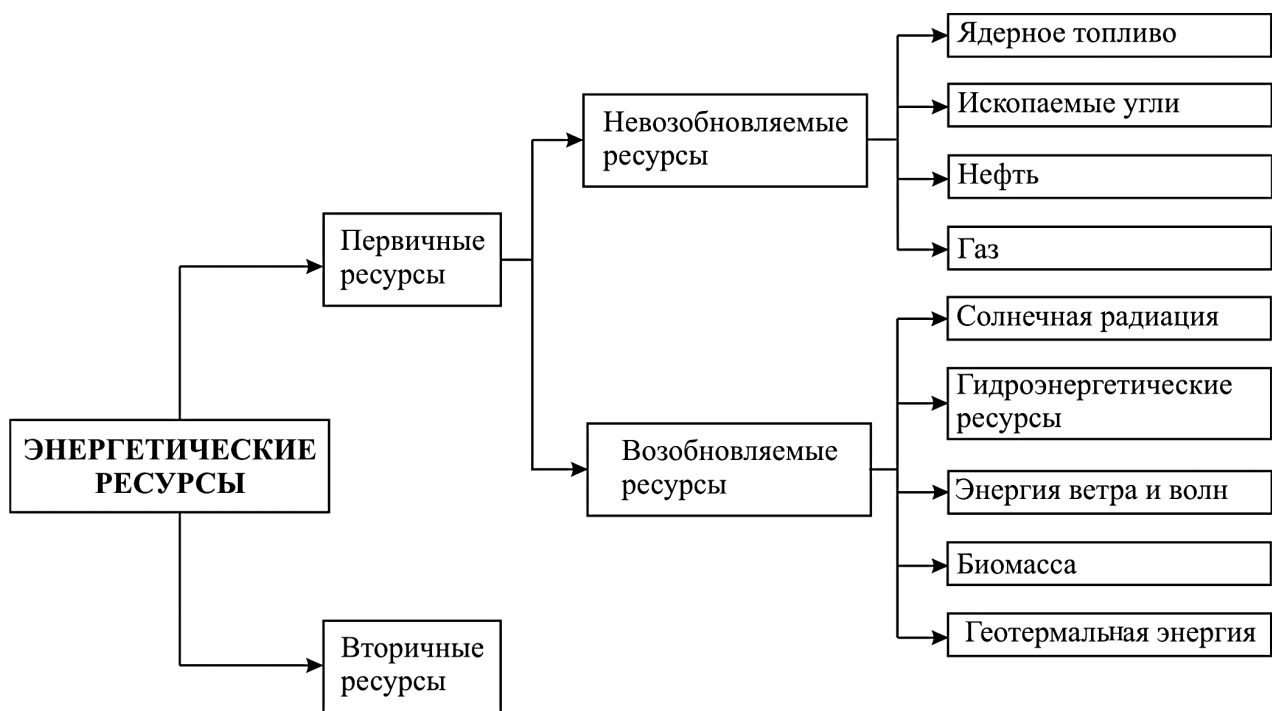 Ядерное топливо
Ископаемые угли
Невозобновляемые
ресурсы
Нефть
Газ
Первичные
ресурсы
Солнечная радиация
Гидроэнергетические
ресурсы
Возобновляемые
ресурсы
Энергия ветра и волн
Биомасса
Геотермальная энергия
ЭНЕРГЕТИЧЕСКИЕ
РЕСУРСЫ
Вторичные
ресурсы